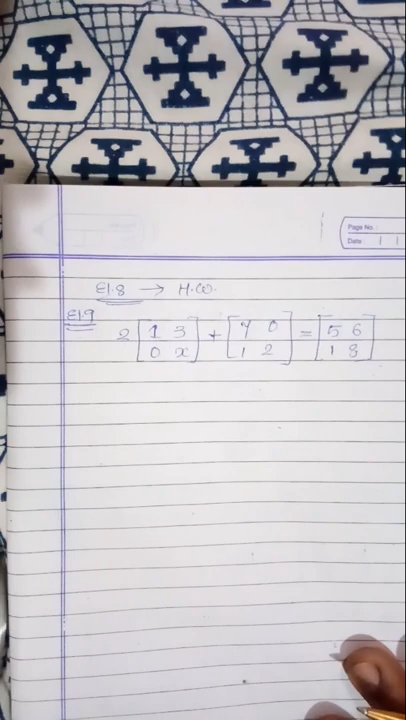 Page No.
Date
E1.8 → H.W.
E1.9
2 [1 3] + [y 0] = [5 6]
[0 x] [1 2] [1 8]